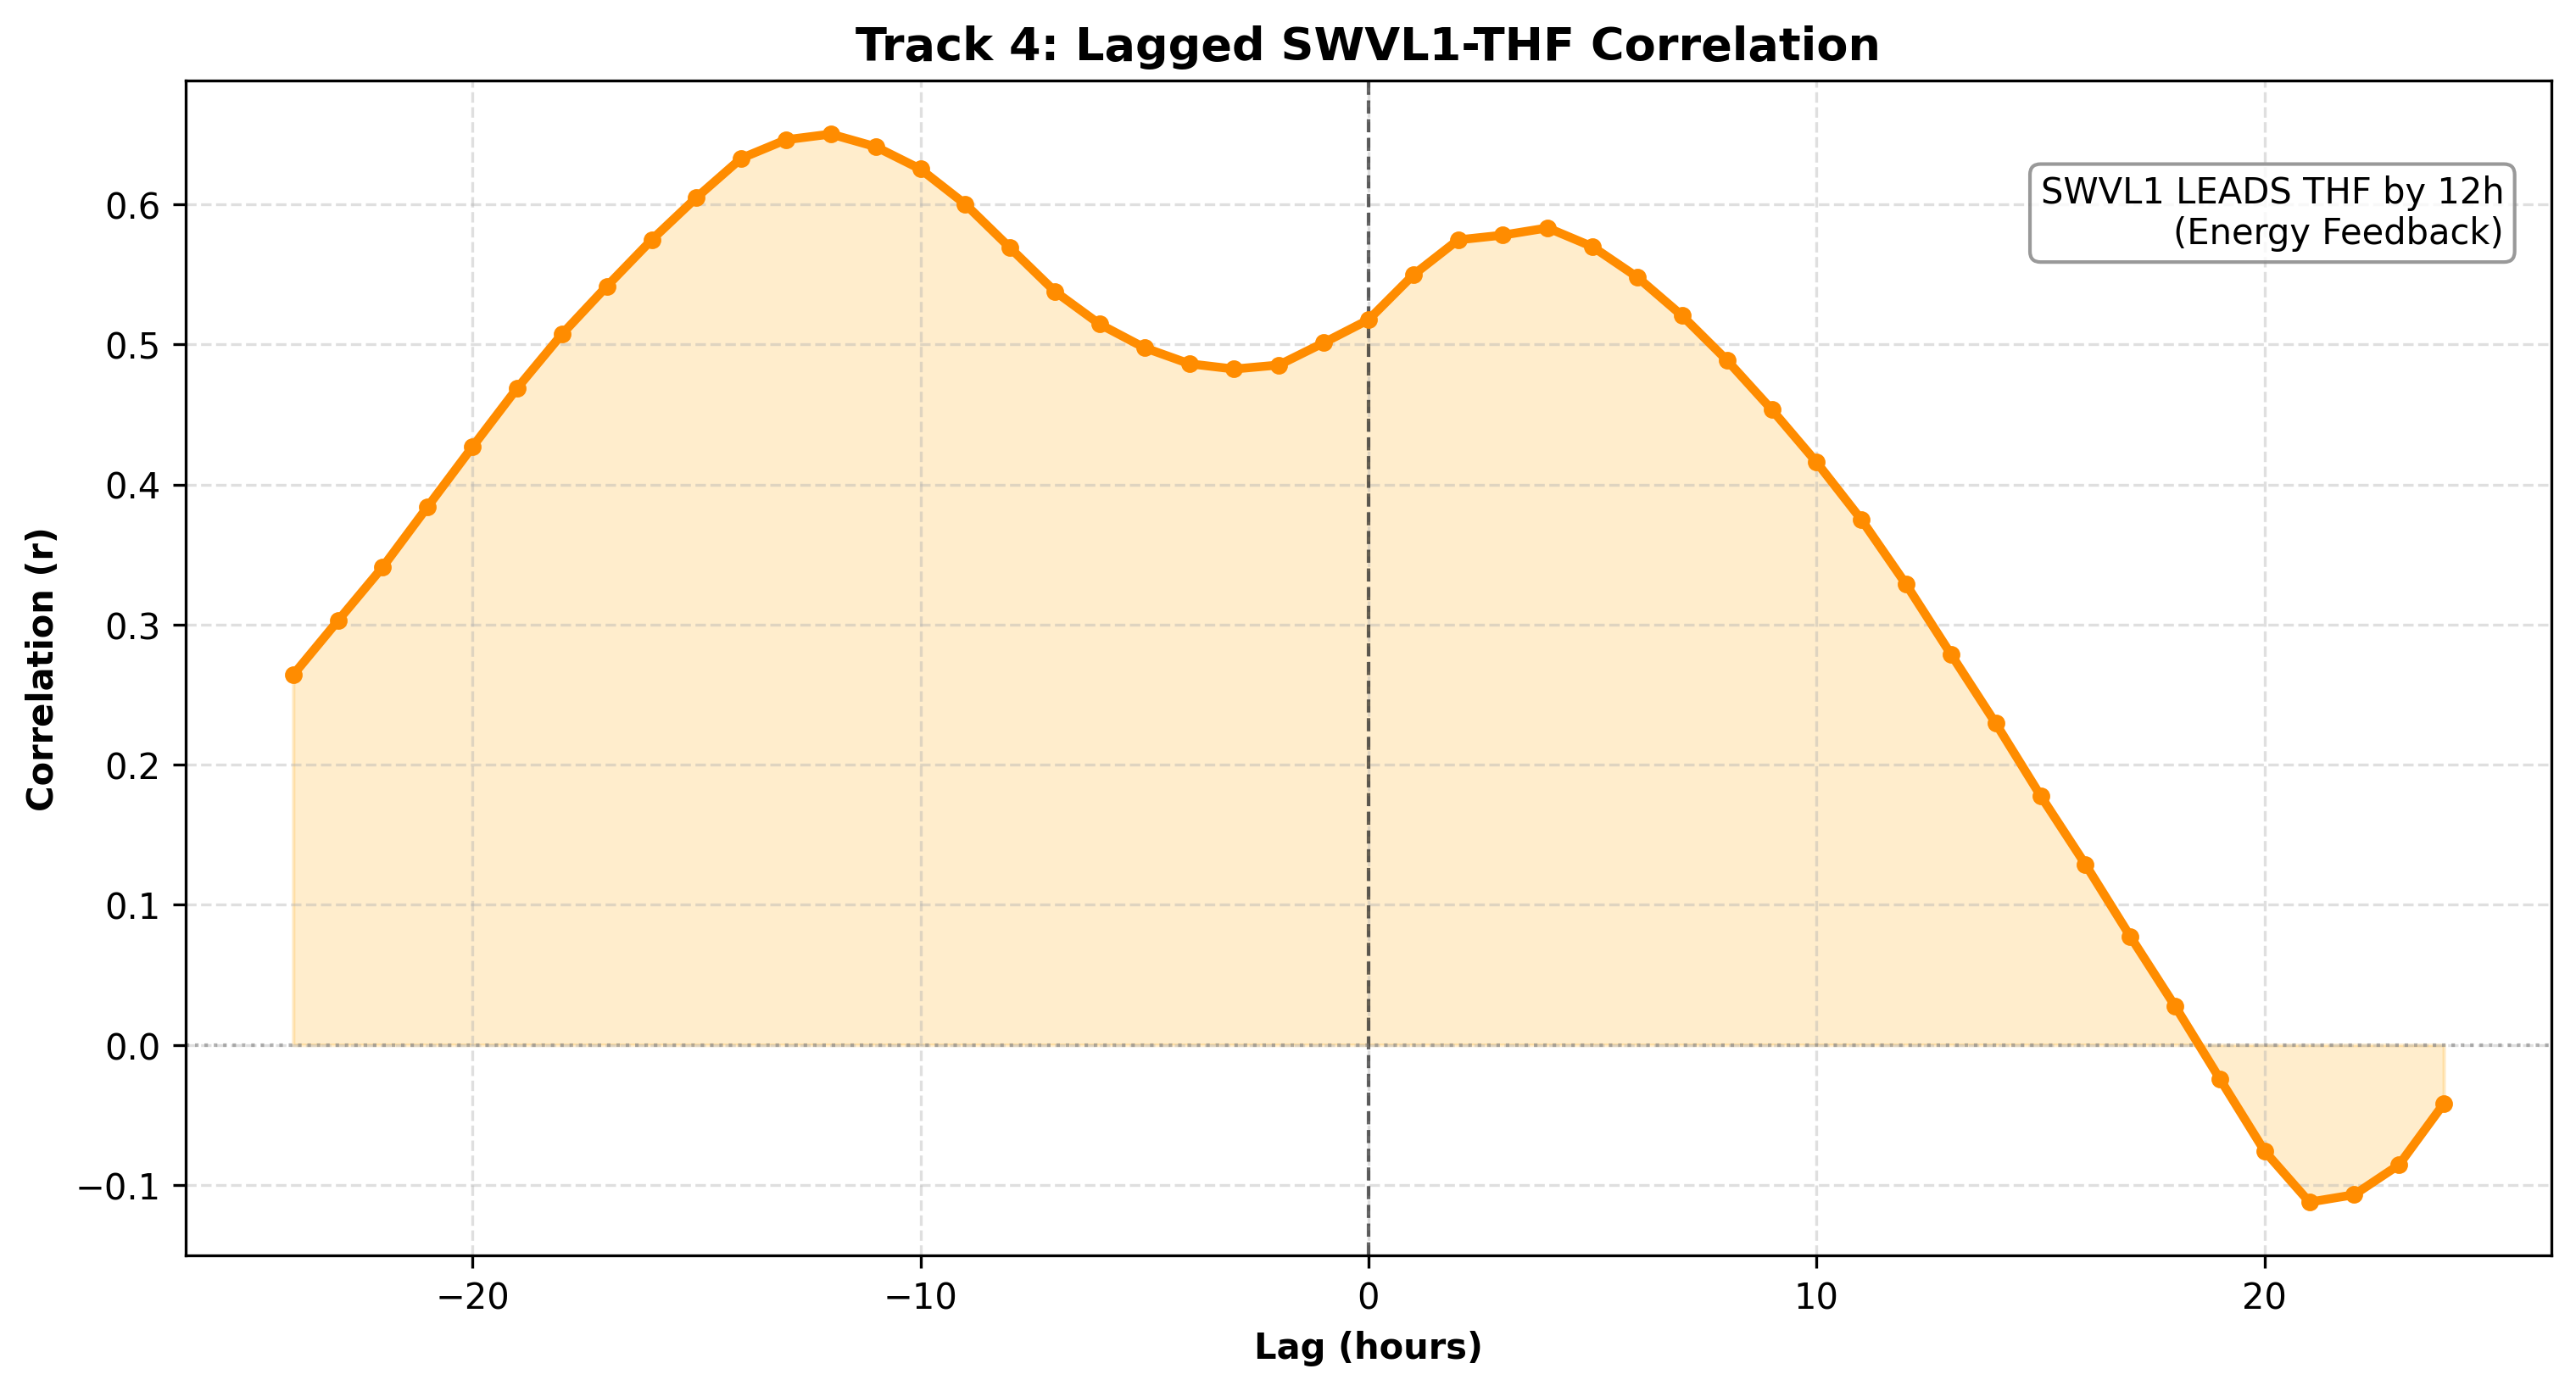 Track 4: Lagged SWVL1-THF Correlation
SWVL1 LEADS THF by 12h
(Energy Feedback)
Correlation (r)
0.6
0.5
0.4
0.3
0.2
0.1
0.0
−0.1
−20
−10
0
10
20
Lag (hours)